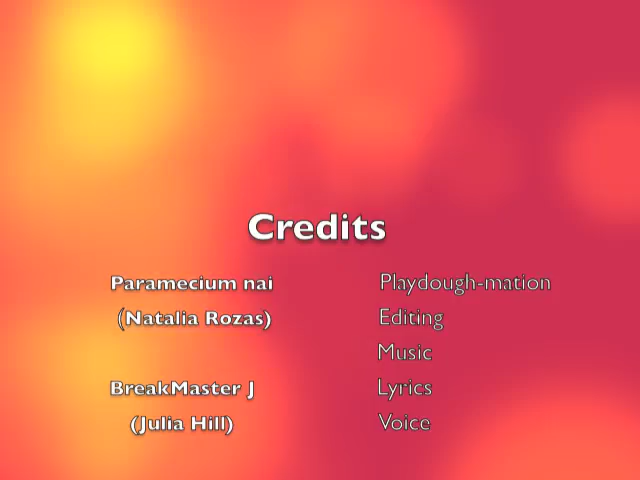 Credits
Paramecium nai Playdough-mation
(Natalia Rozas) Editing
Music
BreakMaster J Lyrics
(Julia Hill) Voice